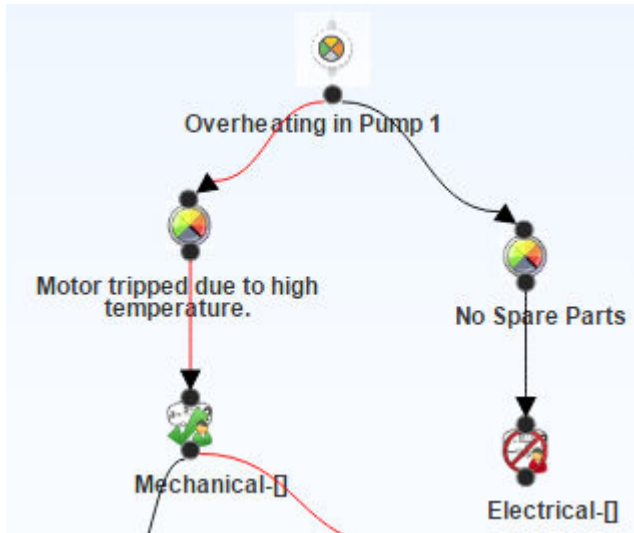 Overheating in Pump 1
Motor tripped due to high
temperature.
No Spare Parts
Mechanical-[]
Electrical-[]